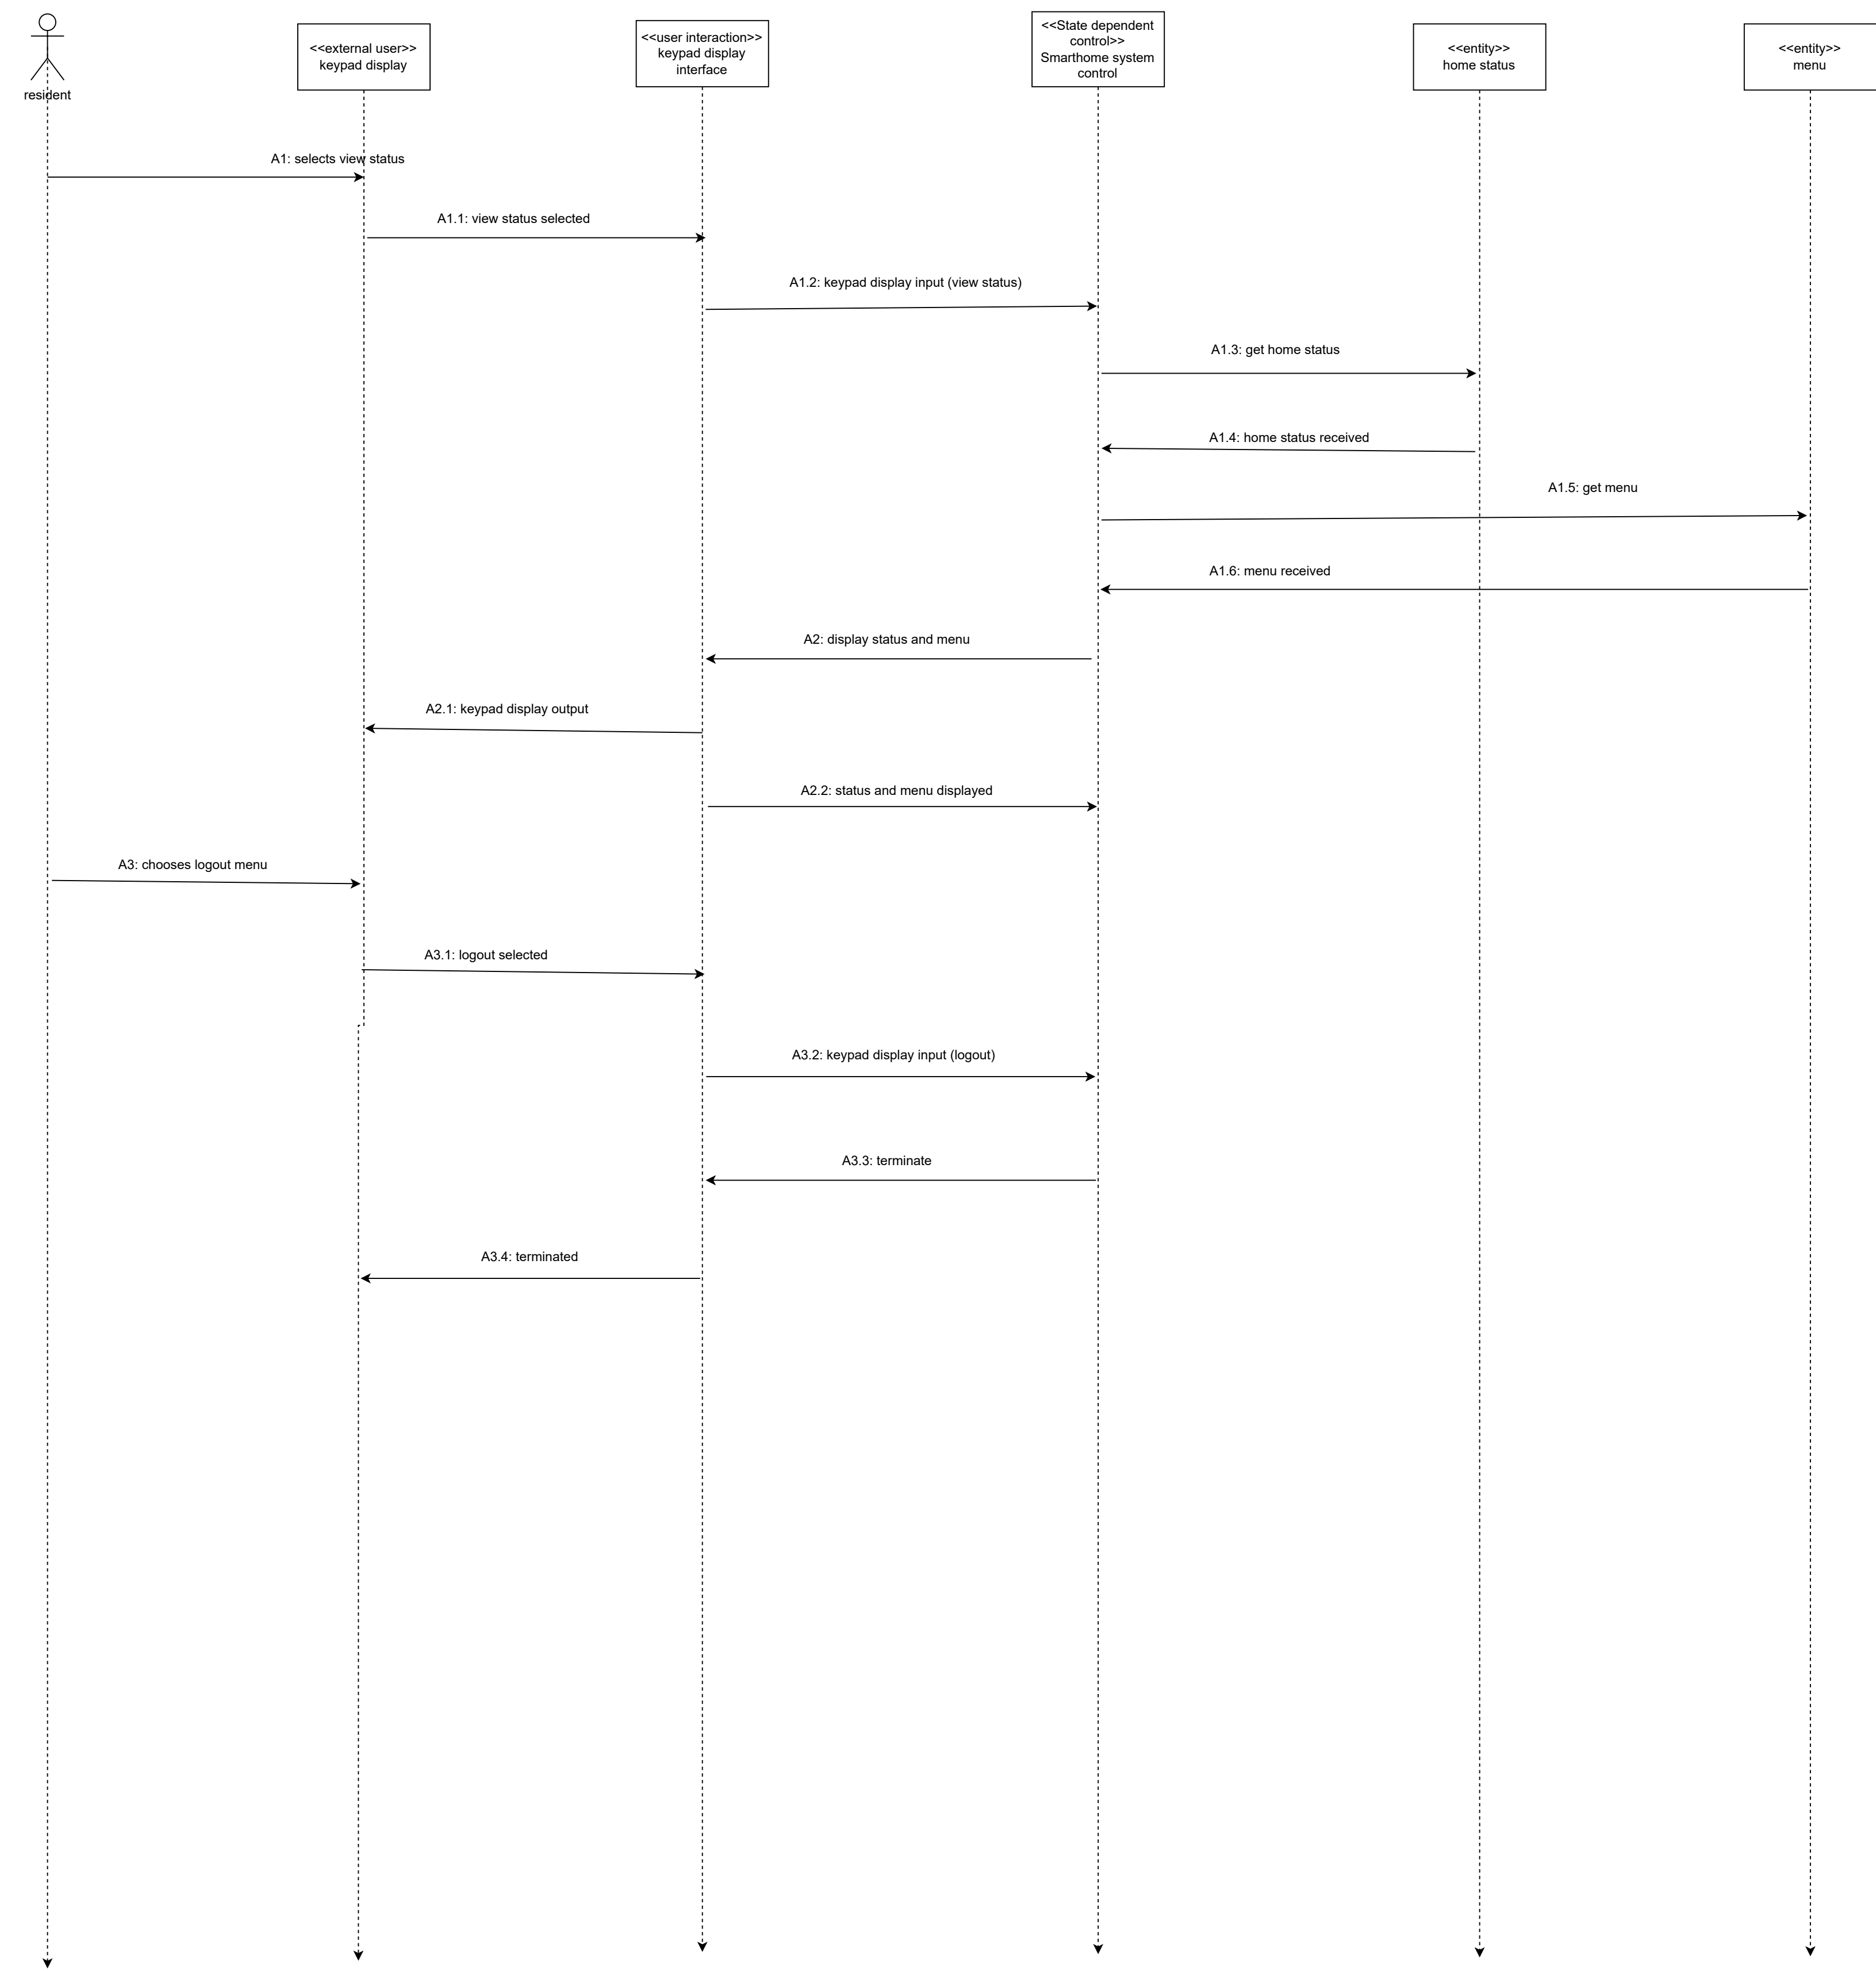 resident
<<external user>>
keypad display
<<user interaction>>
keypad display
interface
<<State dependent
control>>
Smarthome system
control
<<entity>>
home status
<<entity>>
menu
A1: selects view status
A1.1: view status selected
A1.2: keypad display input (view status)
A1.3: get home status
A1.4: home status received
A1.5: get menu
A1.6: menu received
A2: display status and menu
A2.1: keypad display output
A2.2: status and menu displayed
A3: chooses logout menu
A3.1: logout selected
A3.2: keypad display input (logout)
A3.3: terminate
A3.4: terminated